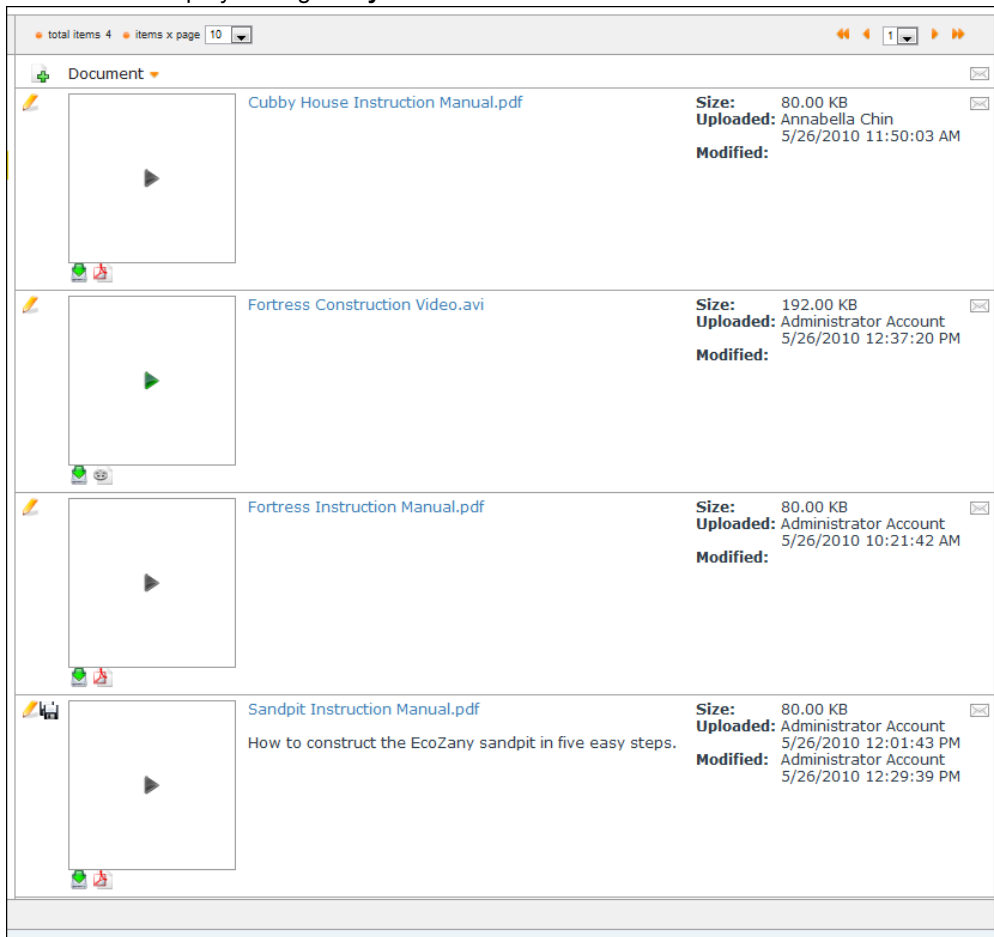 total items 4 items x page 10 1
Document
Cubby House Instruction Manual.pdf
Size: 80.00 KB
Uploaded: Annabella Chin
5/26/2010 11:50:03 AM
Modified:
Fortress Construction Video.avi
Size: 192.00 KB
Uploaded: Administrator Account
5/26/2010 12:37:20 PM
Modified:
Fortress Instruction Manual.pdf
Size: 80.00 KB
Uploaded: Administrator Account
5/26/2010 10:21:42 AM
Modified:
Sandpit Instruction Manual.pdf
How to construct the EcoZany sandpit in five easy steps.
Size: 80.00 KB
Uploaded: Administrator Account
5/26/2010 12:01:43 PM
Modified: Administrator Account
5/26/2010 12:29:39 PM